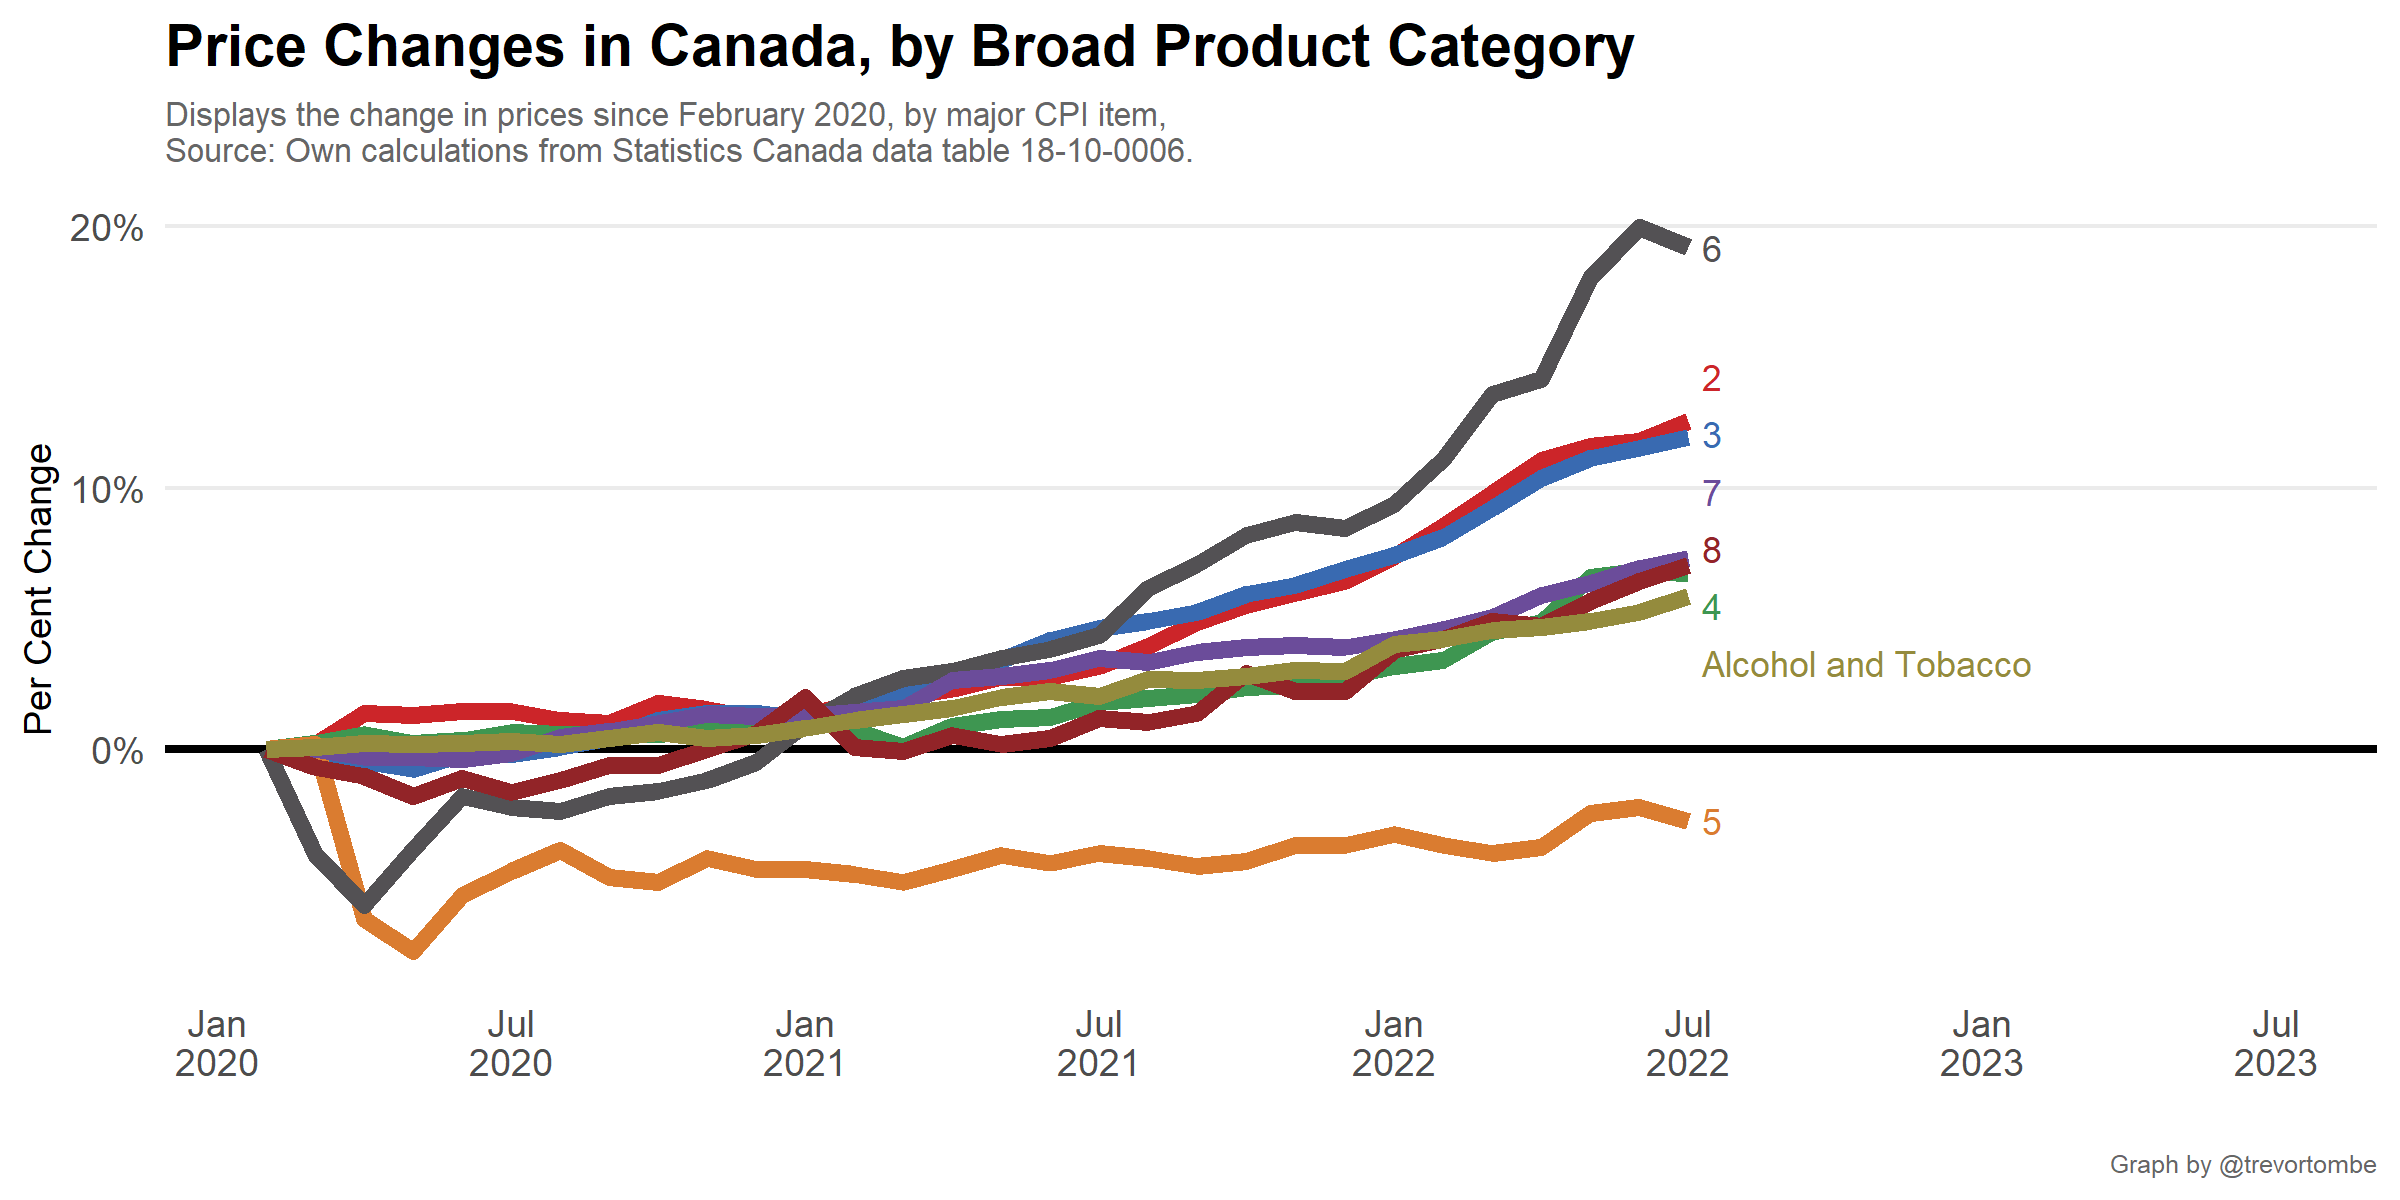 Price Changes in Canada, by Broad Product Category
Displays the change in prices since February 2020, by major CPI item,
Source: Own calculations from Statistics Canada data table 18-10-0006.
Per Cent Change
20%
10%
0%
6
2
3
7
8
4
Alcohol and Tobacco
5
Jan Jul Jan Jul Jan Jul Jan Jul
2020 2020 2021 2021 2022 2022 2023 2023
Graph by @trevortombe